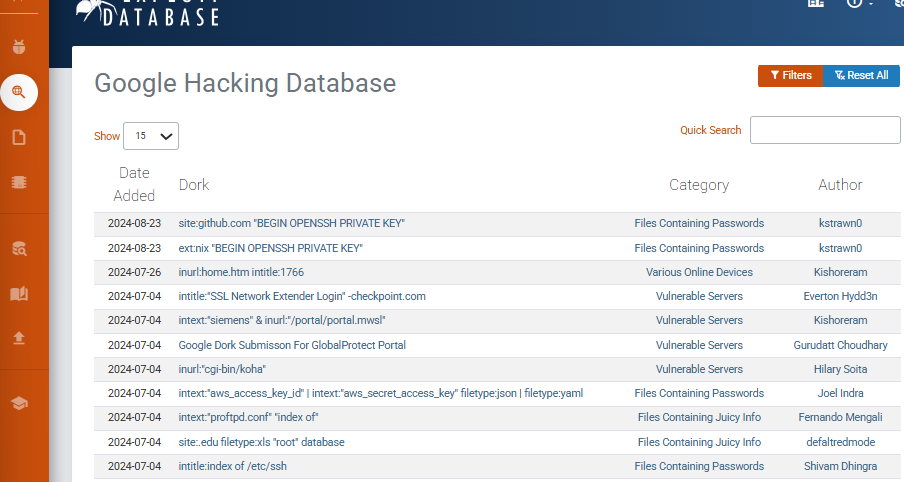 DATABASE
Google Hacking Database
Filters
Reset All
Show 15
Quick Search
Date Added Dork Category Author
2024-08-23 site:github.com "BEGIN OPENSSH PRIVATE KEY" Files Containing Passwords kstrawn0
2024-08-23 ext:nix "BEGIN OPENSSH PRIVATE KEY" Files Containing Passwords kstrawn0
2024-07-26 inurl:home.htm intitle:1766 Various Online Devices Kishoreram
2024-07-04 intitle:"SSL Network Extender Login" -checkpoint.com Vulnerable Servers Everton Hydd3n
2024-07-04 intext:"siemens" & inurl:"/portal/portal.mwsl" Vulnerable Servers Kishoreram
2024-07-04 Google Dork Submisson For GlobalProtect Portal Vulnerable Servers Gurudatt Choudhary
2024-07-04 inurl:"cgi-bin/koha" Vulnerable Servers Hilary Soita
2024-07-04 intext:"aws_access_key_id" | intext:"aws_secret_access_key" filetype:json | filetype:yaml Files Containing Passwords Joel Indra
2024-07-04 intext:"proftpd.conf" "index of" Files Containing Juicy Info Fernando Mengali
2024-07-04 site:.edu filetype:xls "root" database Files Containing Juicy Info defaltredmode
2024-07-04 intitle:index of /etc/ssh Files Containing Passwords Shivam Dhingra